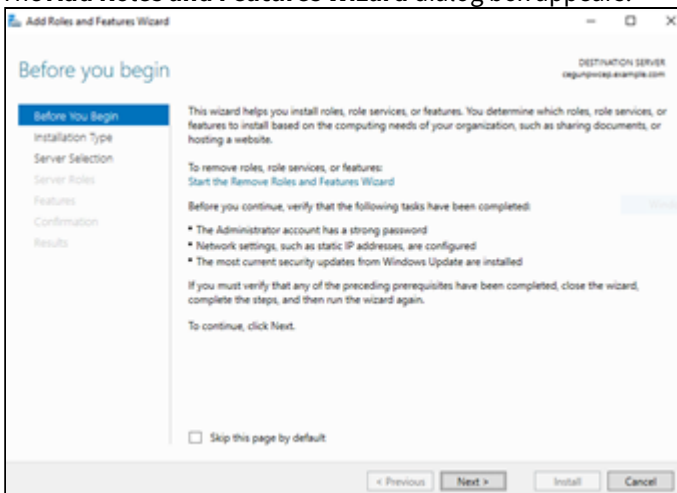 The Add Roles and Features Wizard dialog box appears.
Add Roles and Features Wizard
Before you begin
DESTINATION SERVER
cegunpwcep.example.com
Before You Begin
Installation Type
Server Selection
Server Roles
Features
Confirmation
Results
This wizard helps you install roles, role services, or features. You determine which roles, role services, or
features to install based on the computing needs of your organization, such as sharing documents, or
hosting a website.
To remove roles, role services, or features:
Start the Remove Roles and Features Wizard
Before you continue, verify that the following tasks have been completed:
• The Administrator account has a strong password
• Network settings, such as static IP addresses, are configured
• The most current security updates from Windows Update are installed
If you must verify that any of the preceding prerequisites have been completed, close the wizard,
complete the steps, and then run the wizard again.
To continue, click Next.
Skip this page by default
< Previous
Next >
Install
Cancel